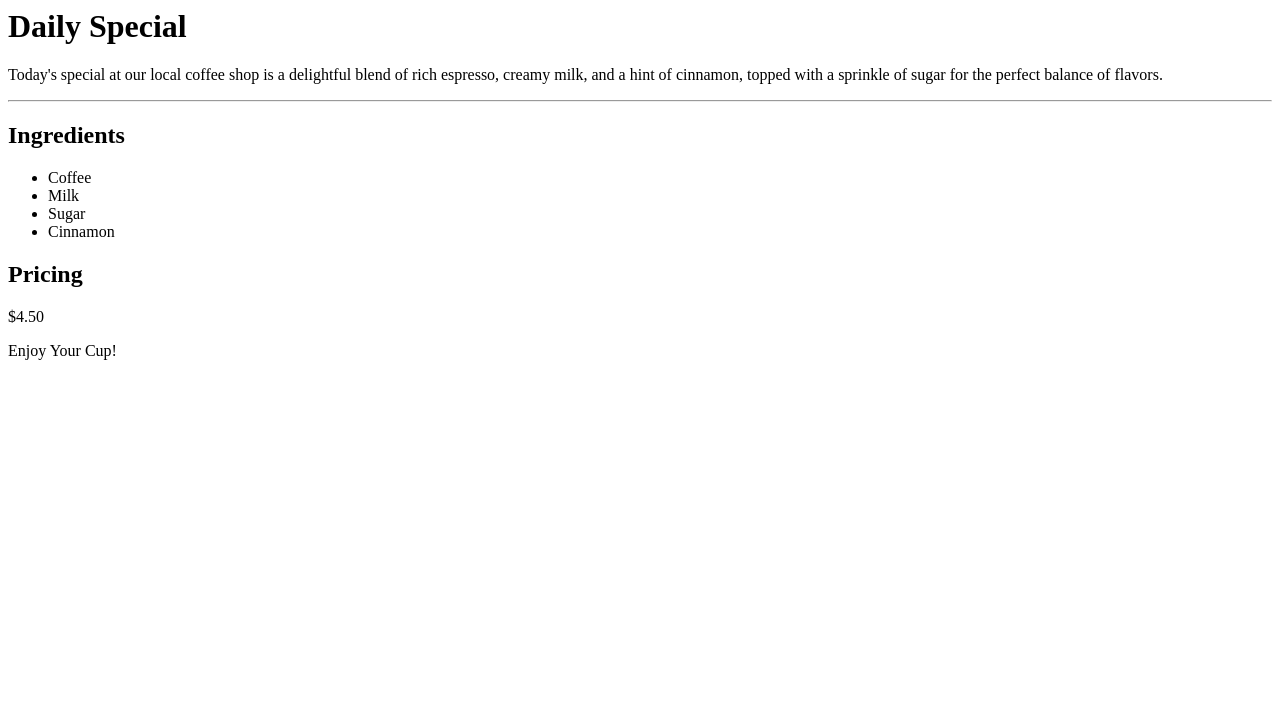 Daily Special
Today's special at our local coffee shop is a delightful blend of rich espresso, creamy milk, and a hint of cinnamon, topped with a sprinkle of sugar for the perfect balance of flavors.
Ingredients
Coffee
Milk
Sugar
Cinnamon
Pricing
$4.50
Enjoy Your Cup!